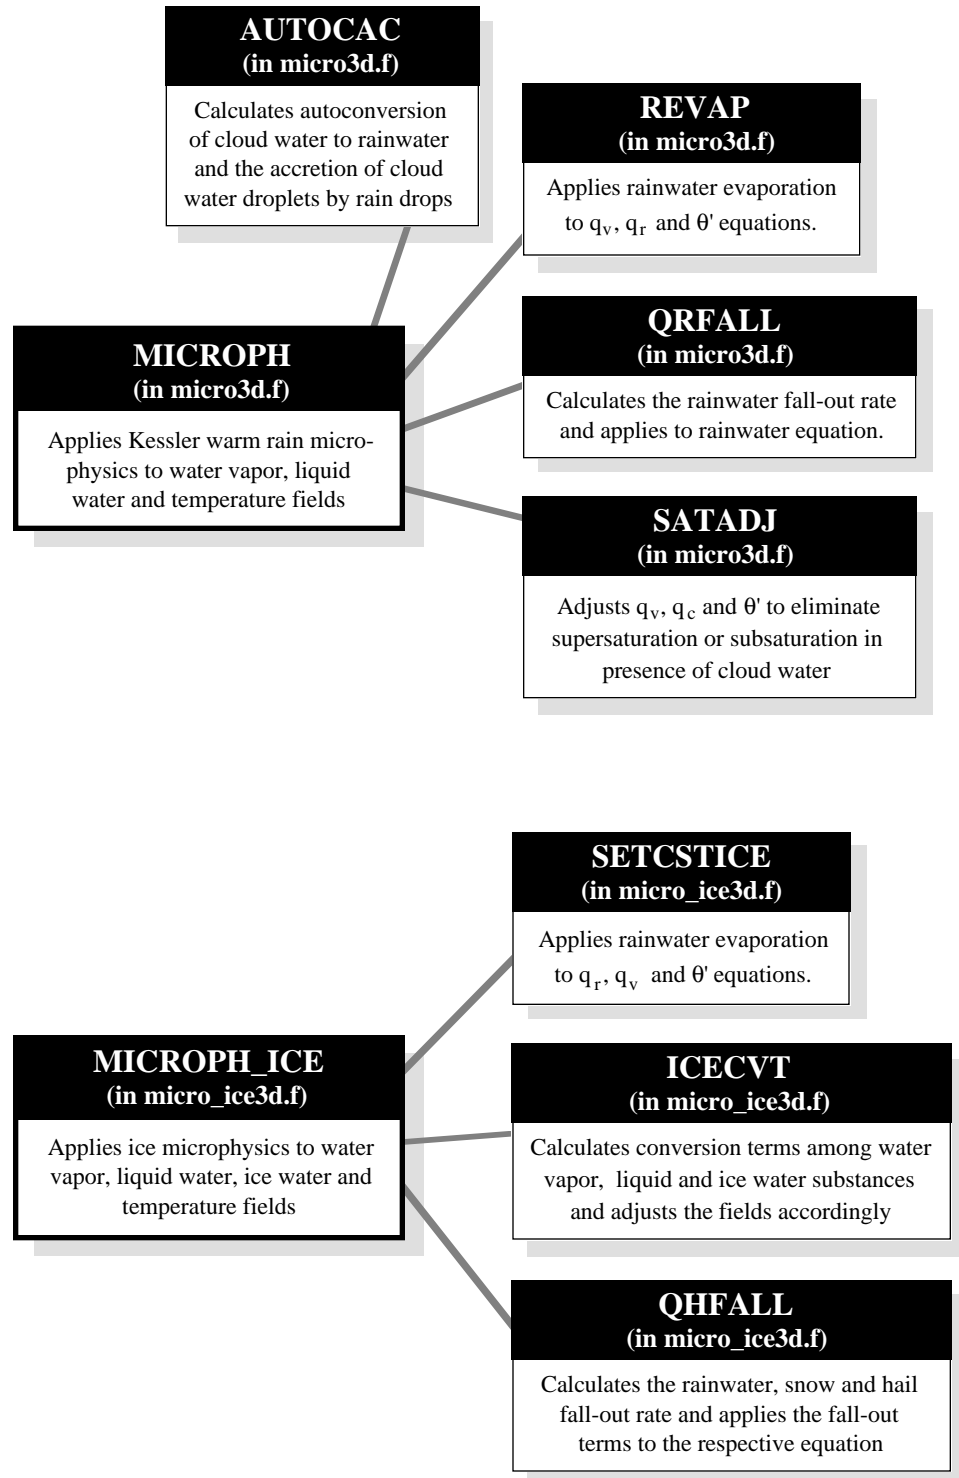 AUTOCAC
(in micro3d.f)
Calculates autoconversion
of cloud water to rainwater
and the accretion of cloud
water droplets by rain drops
REVAP
(in micro3d.f)
Applies rainwater evaporation
to q_v, q_r and θ' equations.
MICROPH
(in micro3d.f)
Applies Kessler warm rain micro-
physics to water vapor, liquid
water and temperature fields
QRFALL
(in micro3d.f)
Calculates the rainwater fall-out rate
and applies to rainwater equation.
SATADJ
(in micro3d.f)
Adjusts q_v, q_c and θ' to eliminate
supersaturation or subsaturation in
presence of cloud water
SETCSTICE
(in micro_ice3d.f)
Applies rainwater evaporation
to q_r, q_v and θ' equations.
MICROPH_ICE
(in micro_ice3d.f)
Applies ice microphysics to water
vapor, liquid water, ice water and
temperature fields
ICECVT
(in micro_ice3d.f)
Calculates conversion terms among water
vapor, liquid and ice water substances
and adjusts the fields accordingly
QHFALL
(in micro_ice3d.f)
Calculates the rainwater, snow and hail
fall-out rate and applies the fall-out
terms to the respective equation